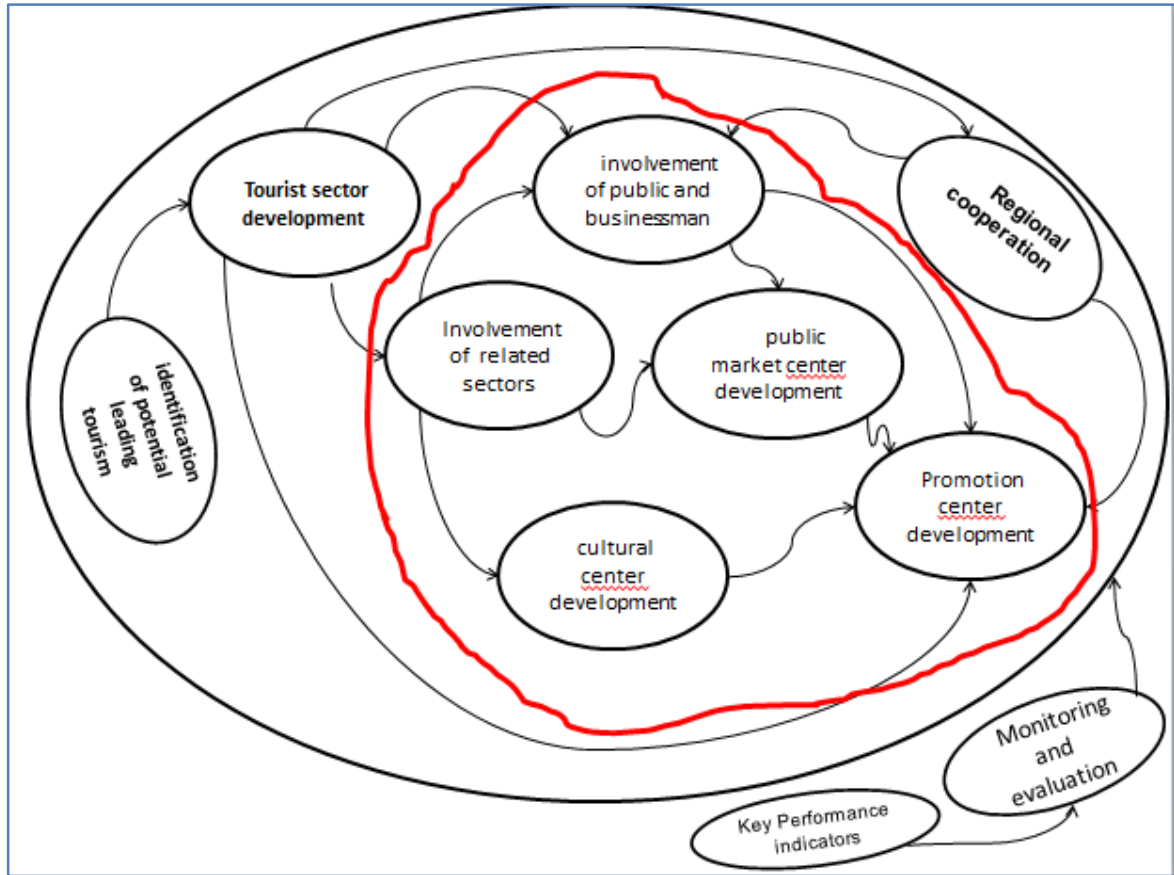 involvement
of public and
businessman
Tourist sector
development
Regional
cooperation
Involvement
of related
sectors
public
market center
development
identification
of potential
leading
tourism
Promotion
center
development
cultural
center
development
Monitoring
and
evaluation
Key Performance
indicators